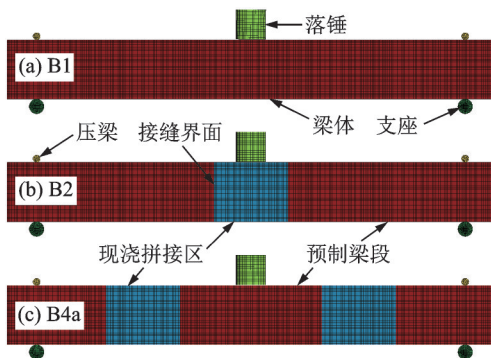 落锤
(a) B1
压梁 接缝界面 梁体 支座
(b) B2
现浇拼接区 预制梁段
(c) B4a